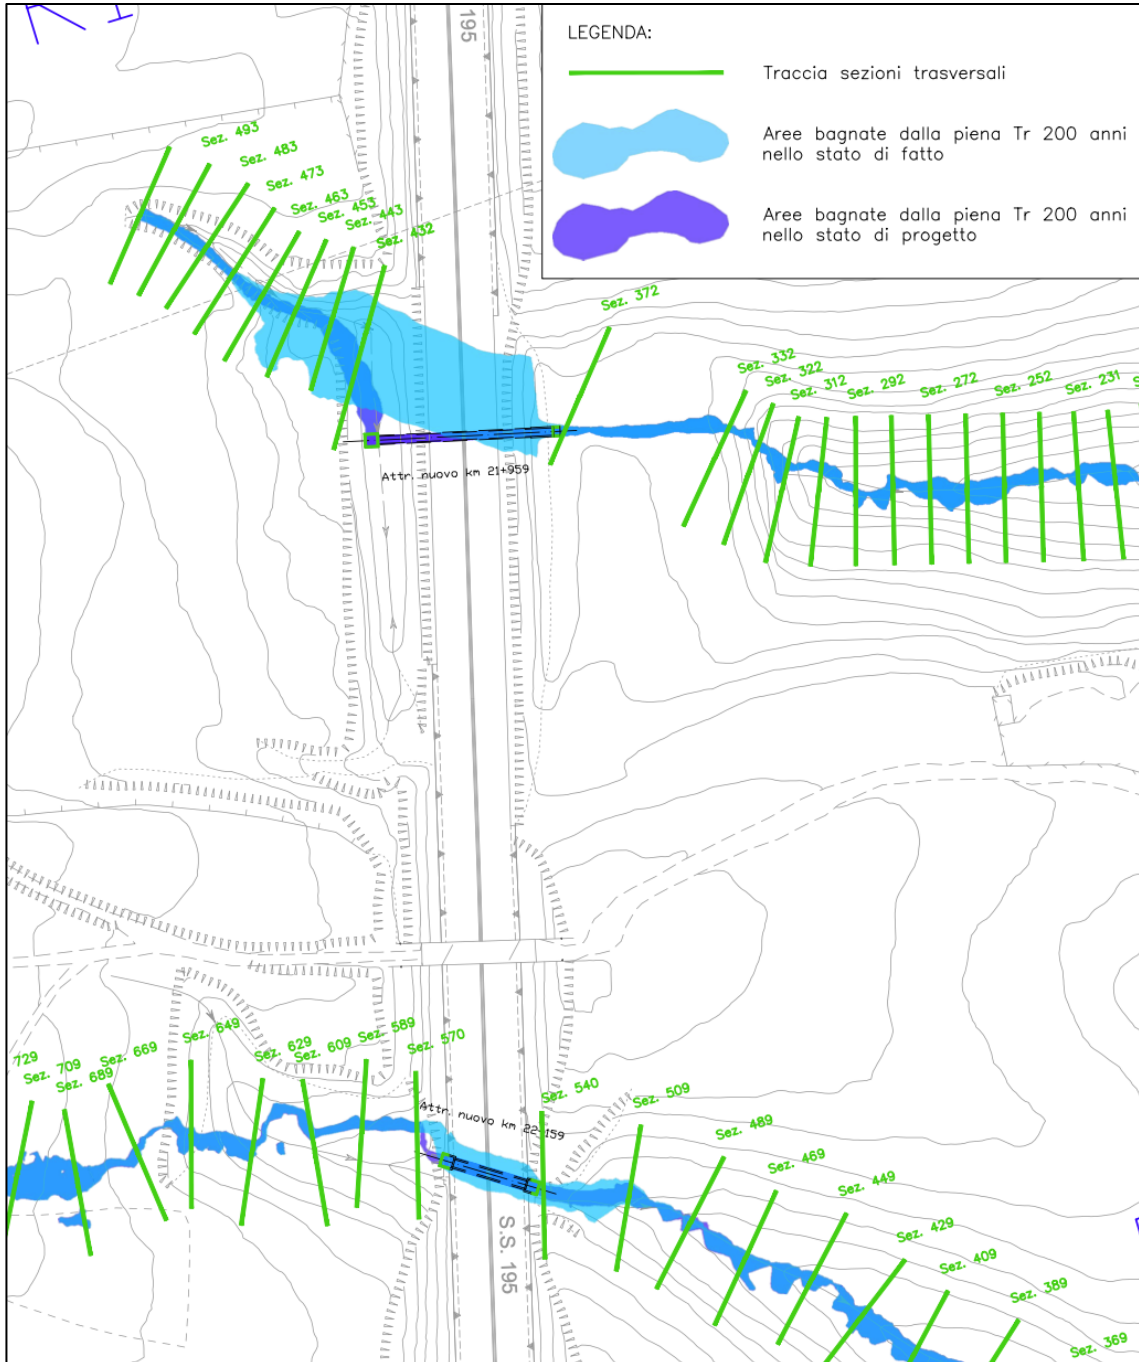 195
LEGENDA:
Traccia sezioni trasversali
Aree bagnate dalla piena Tr 200 anni
nello stato di fatto
Aree bagnate dalla piena Tr 200 anni
nello stato di progetto
Sez. 493
Sez. 483
Sez. 473
Sez. 463
Sez. 453
Sez. 443
Sez. 432
Sez. 372
Sez. 332
Sez. 322
Sez. 312
Sez. 292
Sez. 272
Sez. 252
Sez. 231
Attr. nuovo km 21+959
729
Sez. 709
Sez. 689
Sez. 669
Sez. 649
Sez. 629
Sez. 609
Sez. 589
Sez. 570
Attr. nuovo km 22+159
Sez. 540
Sez. 509
Sez. 489
Sez. 469
Sez. 449
Sez. 429
Sez. 409
Sez. 389
Sez. 369
S.S. 195